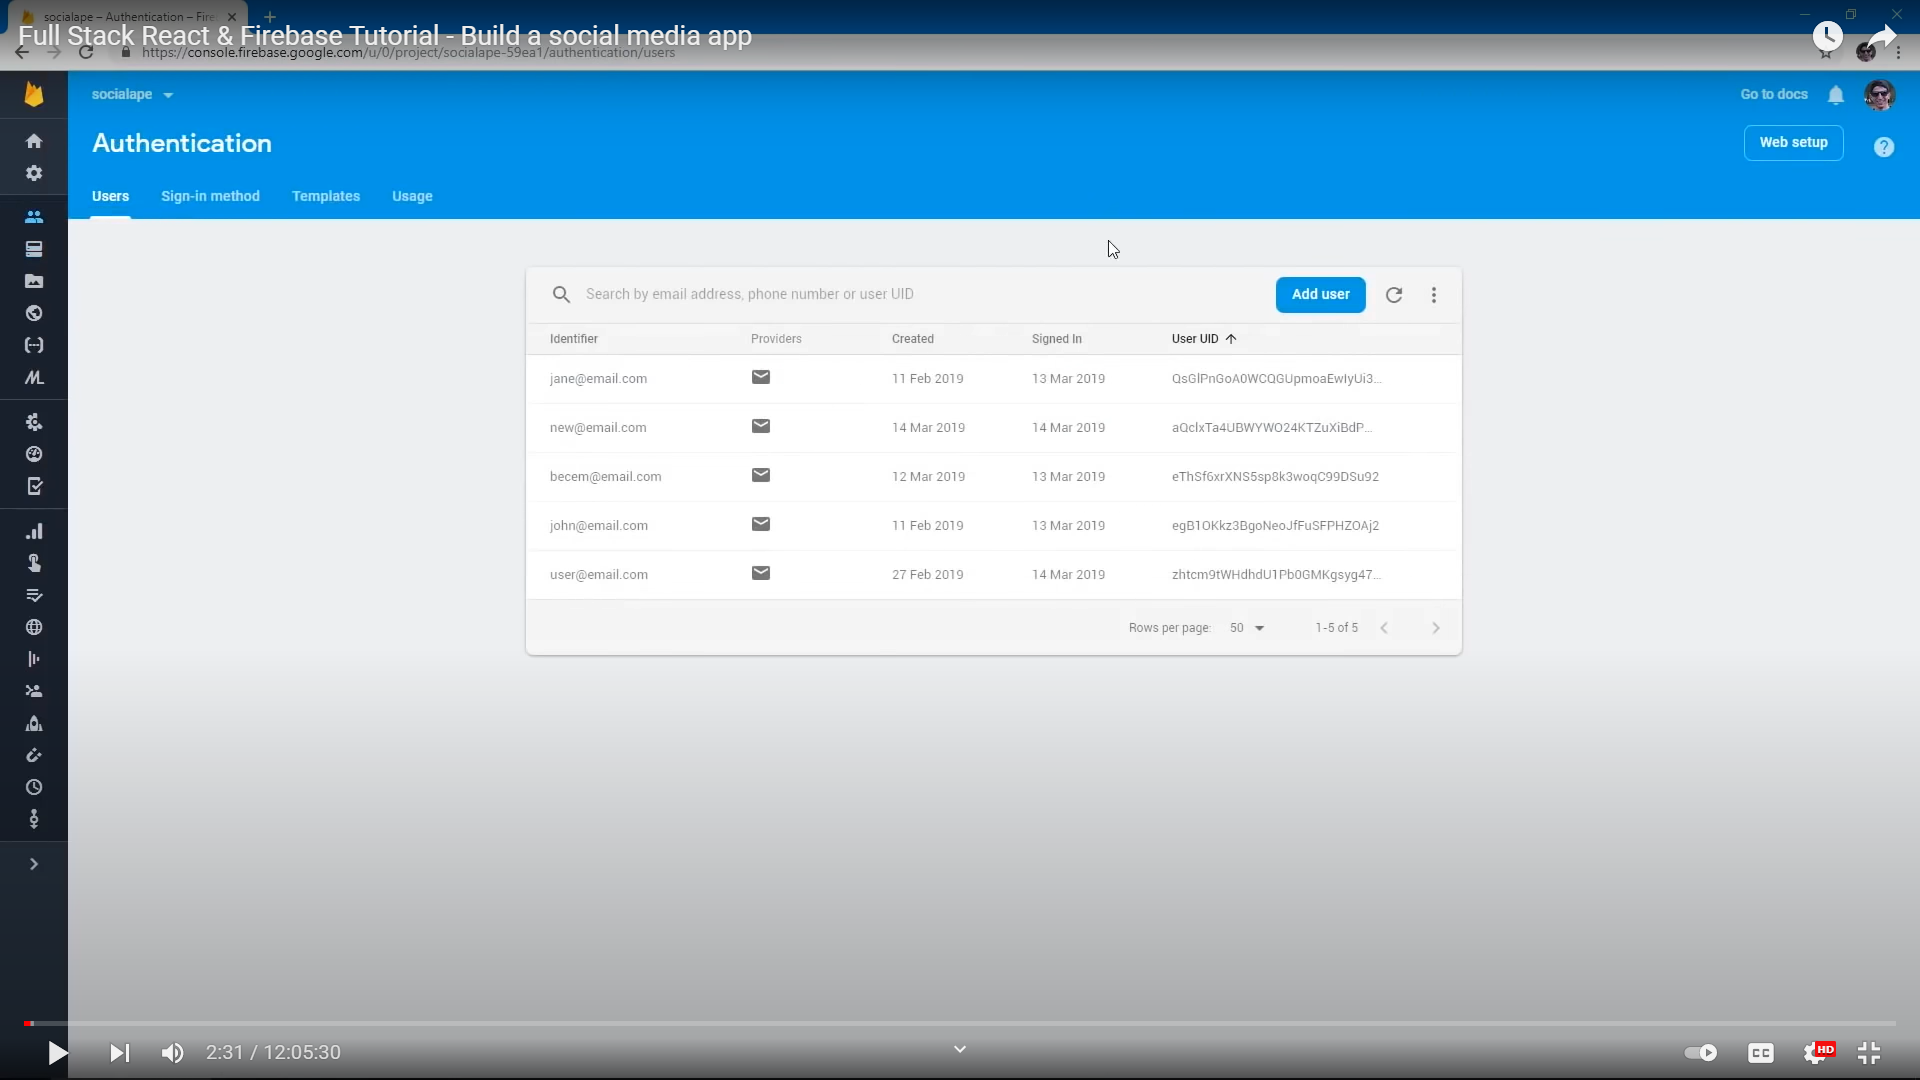 socialape – Authentication – Fire
Full Stack React & Firebase Tutorial - Build a social media app
https://console.firebase.google.com/u/0/project/socialape-59ea1/authentication/users
socialape
Go to docs
Authentication
Web setup
Users Sign-in method Templates Usage
Search by email address, phone number or user UID
Add user
Identifier Providers Created Signed In User UID
jane@email.com 11 Feb 2019 13 Mar 2019 QsGlPnGoA0WCQGUpmoaEwlyUi3...
new@email.com 14 Mar 2019 14 Mar 2019 aQclxTa4UBWYWO24KTZuXiBdP...
becem@email.com 12 Mar 2019 13 Mar 2019 eThSf6xrXNS5sp8k3woqC99DSu92
john@email.com 11 Feb 2019 13 Mar 2019 egB1OKkz3BgoNeoJfFuSFPHZOAj2
user@email.com 27 Feb 2019 14 Mar 2019 zhtcm9tWHdhdU1Pb0GMKgsyg47...
Rows per page: 50 1-5 of 5
2:31 / 12:05:30
CC
HD